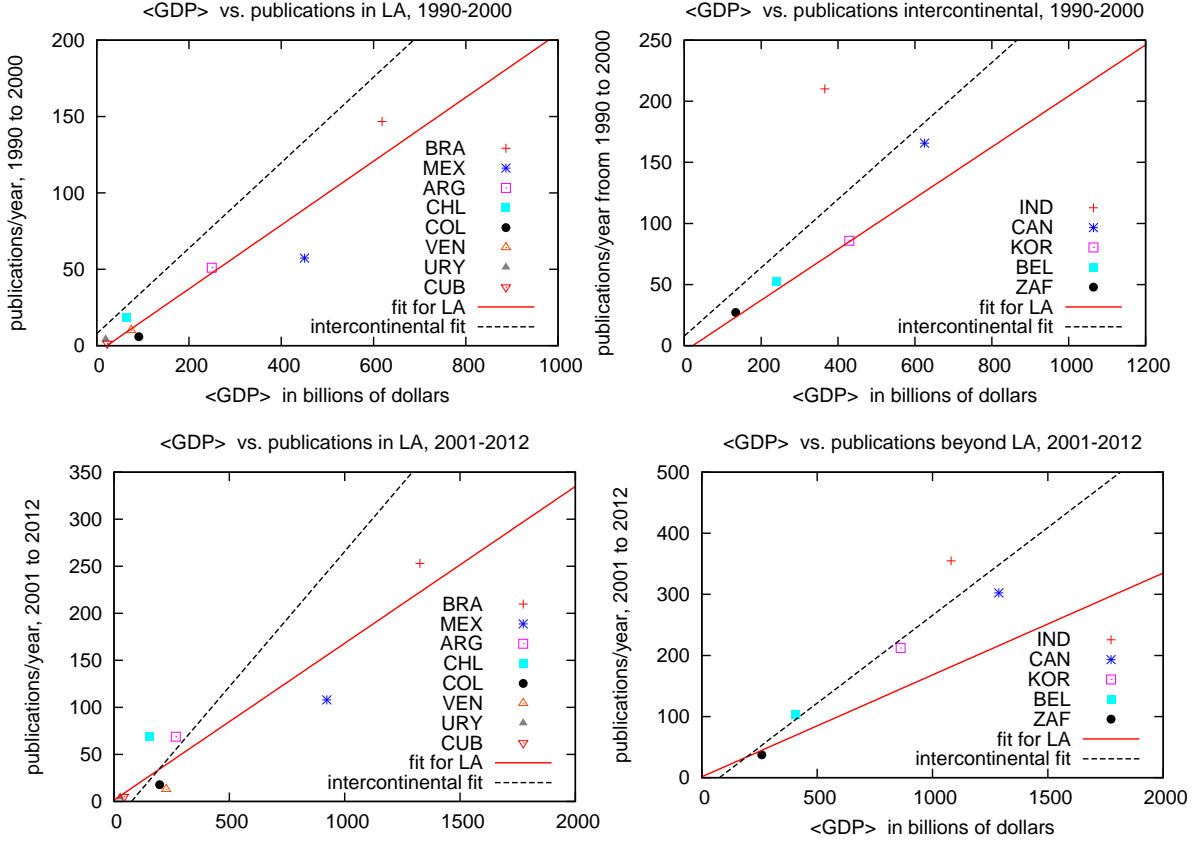 <GDP> vs. publications in LA, 1990-2000
publications/year, 1990 to 2000
200
150
100
50
0
0 200 400 600 800 1000
<GDP> in billions of dollars
BRA
MEX
ARG
CHL
COL
VEN
URY
CUB
fit for LA
intercontinental fit
<GDP> vs. publications intercontinental, 1990-2000
publications/year froom 1990 to 2000
250
200
150
100
50
0
0 200 400 600 800 1000 1200
<GDP> in billions of dollars
IND
CAN
KOR
BEL
ZAF
fit for LA
intercontinental fit
<GDP> vs. publications in LA, 2001-2012
publications/year, 2001 to 2012
350
300
250
200
150
100
50
0
0 500 1000 1500 2000
<GDP> in billions of dollars
BRA
MEX
ARG
CHL
COL
VEN
URY
CUB
fit for LA
intercontinental fit
<GDP> vs. publications beyond LA, 2001-2012
publications/year, 2001 to 2012
500
400
300
200
100
0
0 500 1000 1500 2000
<GDP> in billions of dollars
IND
CAN
KOR
BEL
ZAF
fit for LA
intercontinental fit